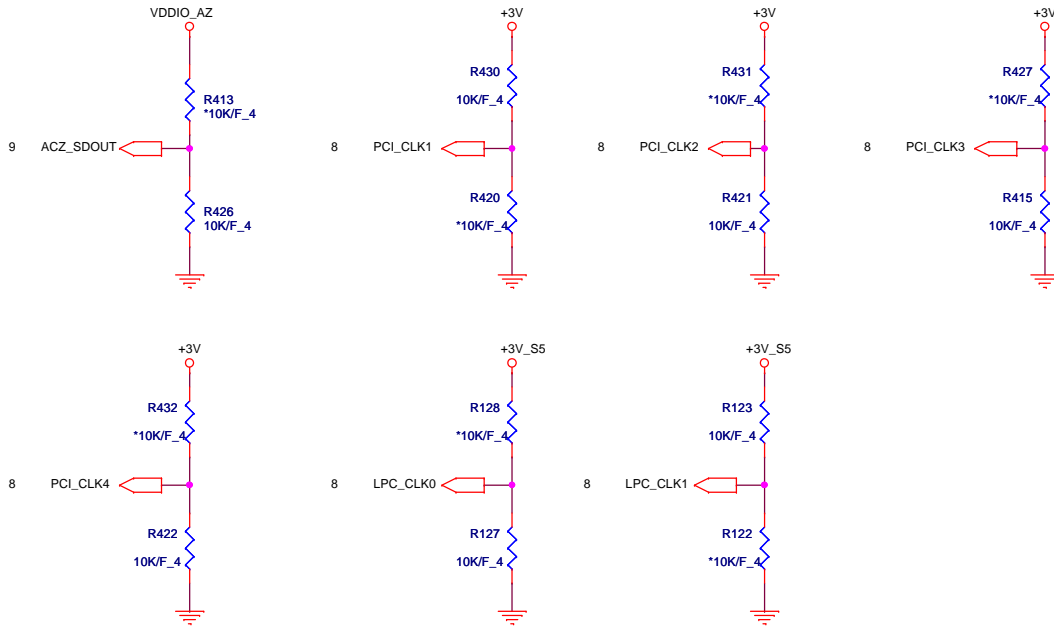 VDDIO_AZ
R413
*10K/F_4
9 ACZ_SDOUT
R426
10K/F_4
+3V
R430
10K/F_4
8 PCI_CLK1
R420
*10K/F_4
+3V
R431
*10K/F_4
8 PCI_CLK2
R421
10K/F_4
+3V
R427
*10K/F_4
8 PCI_CLK3
R415
10K/F_4
+3V
R432
*10K/F_4
8 PCI_CLK4
R422
10K/F_4
+3V_S5
R128
*10K/F_4
8 LPC_CLK0
R127
10K/F_4
+3V_S5
R123
10K/F_4
8 LPC_CLK1
R122
*10K/F_4